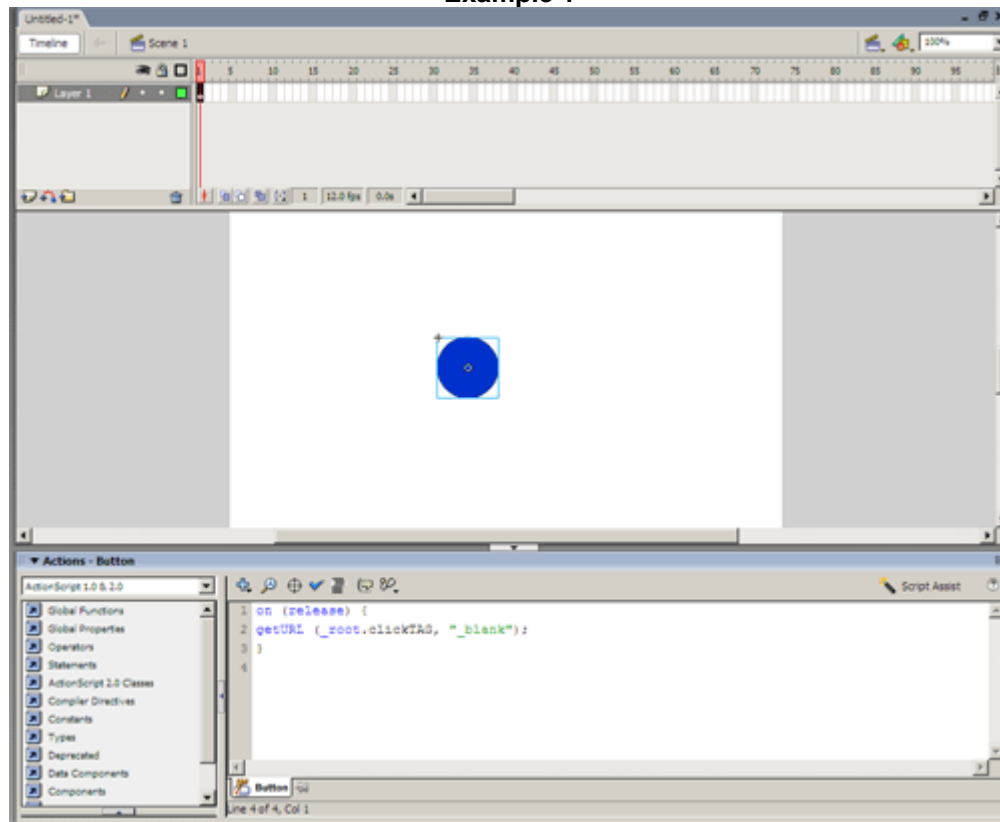 Example 1
Untitled-1*
Timeline Scene 1 100%
1 5 10 15 20 25 30 35 40 45 50 55 60 65 70 75 80 85 90 95
Layer 1
1 12.0 fps 0.0s
Actions - Button
ActionScript 1.0 & 2.0
Script Assist
Global Functions
Global Properties
Operators
Statements
ActionScript 2.0 Classes
Compiler Directives
Constants
Types
Deprecated
Data Components
Components
1 on (release) {
2 getURL (_root.clickTAG, "_blank");
3 }
4
Button
Line 4 of 4, Col 1